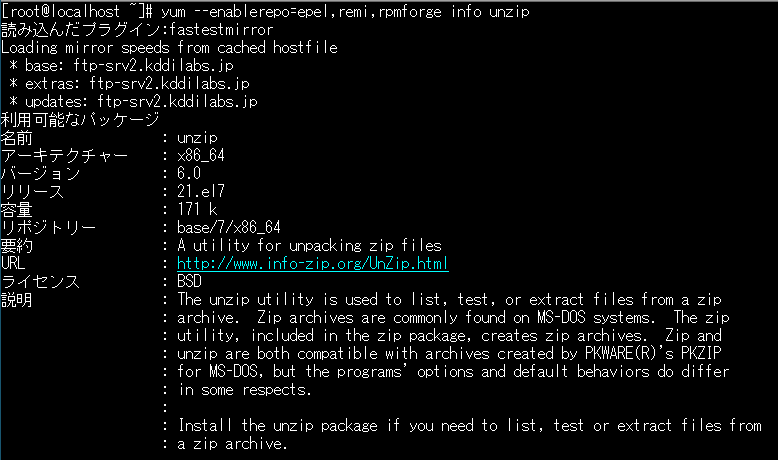 [root@localhost ~]# yum --enablerepo=epel,remi,rpmforge info unzip
読み込んだプラグイン:fastestmirror
Loading mirror speeds from cached hostfile
 * base: ftp-srv2.kddilabs.jp
 * extras: ftp-srv2.kddilabs.jp
 * updates: ftp-srv2.kddilabs.jp
利用可能なパッケージ
名前                : unzip
アーキテクチャー    : x86_64
バージョン          : 6.0
リリース            : 21.el7
容量                : 171 k
リポジトリー        : base/7/x86_64
要約                : A utility for unpacking zip files
URL                 : http://www.info-zip.org/UnZip.html
ライセンス          : BSD
説明                : The unzip utility is used to list, test, or extract files from a zip
                    : archive.  Zip archives are commonly found on MS-DOS systems.  The zip
                    : utility, included in the zip package, creates zip archives.  Zip and
                    : unzip are both compatible with archives created by PKWARE(R)'s PKZIP
                    : for MS-DOS, but the programs' options and default behaviors do differ
                    : in some respects.
                    :
                    : Install the unzip package if you need to list, test or extract files from
                    : a zip archive.